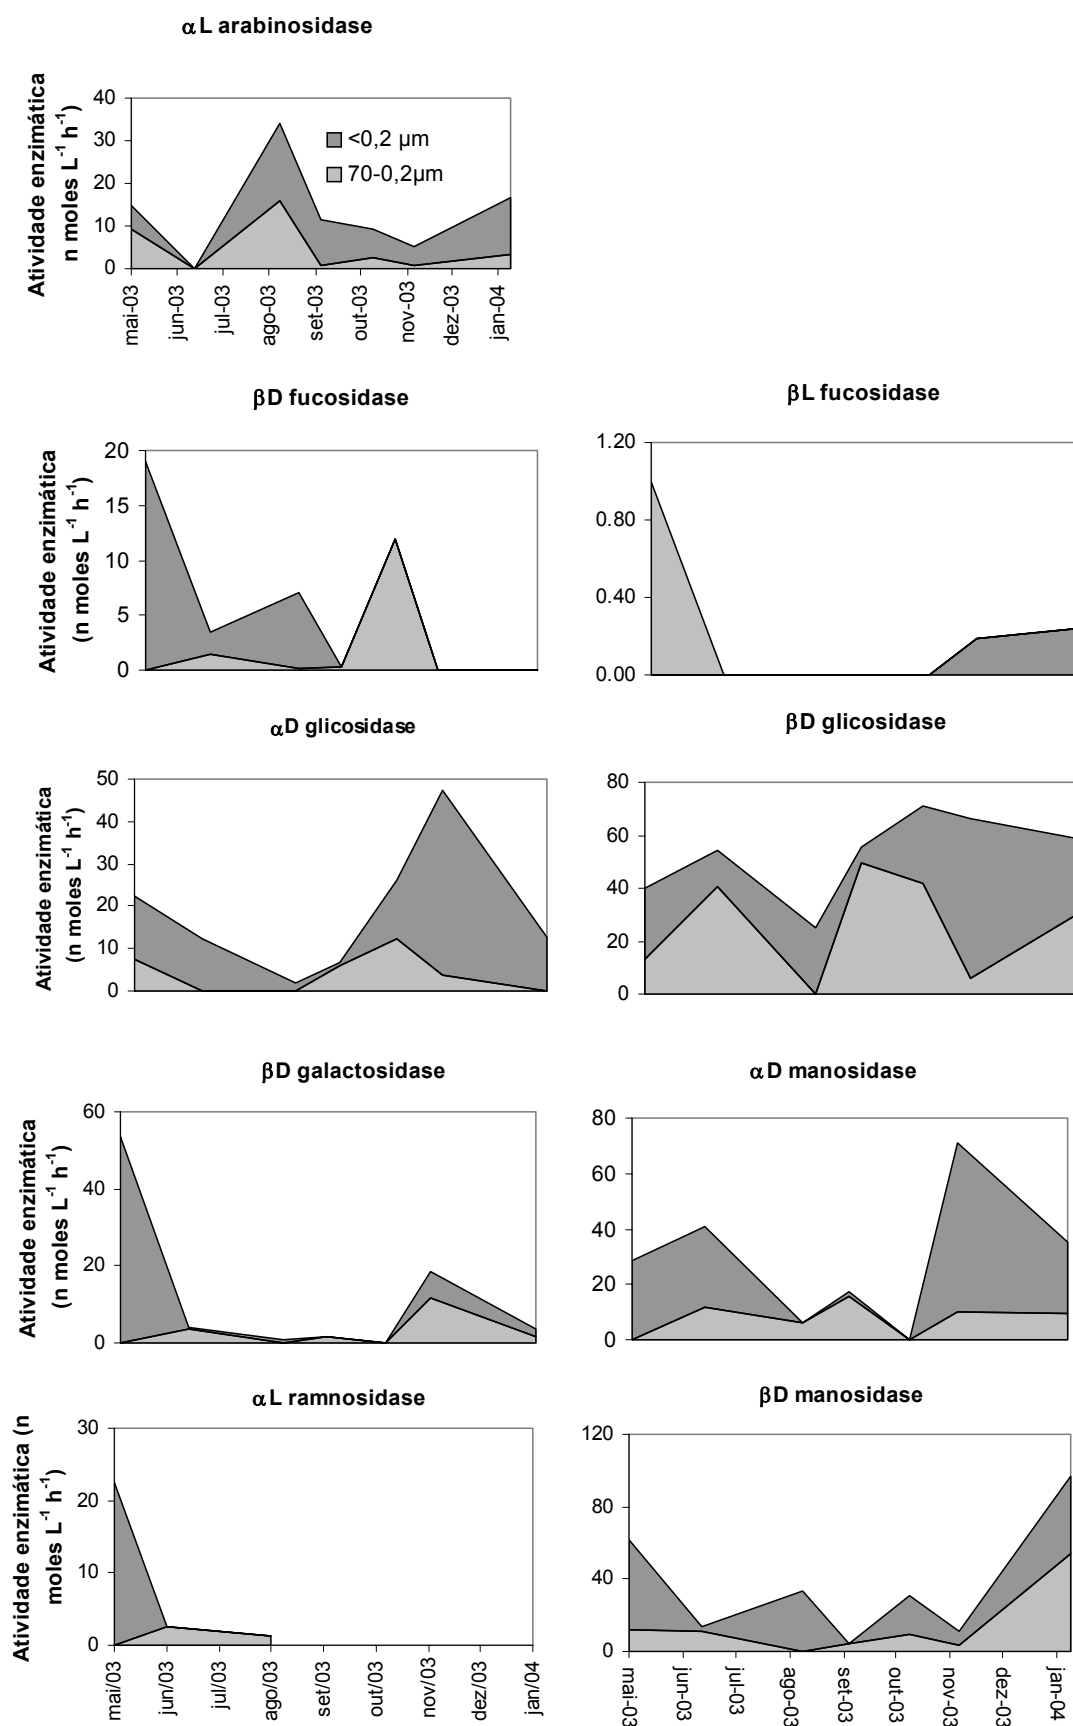 αL arabinosidase
Atividade enzimática
n moles L⁻¹ h⁻¹)
40
30
20
10
0
<0,2 µm
70-0,2µm
mai-03
jun-03
jul-03
ago-03
set-03
out-03
nov-03
dez-03
jan-04
βD fucosidase
Atividade enzimática
(n moles L⁻¹ h⁻¹)
20
15
10
5
0
βL fucosidase
1.20
0.80
0.40
0.00
αD glicosidase
Atividade enzimática
(n moles L⁻¹ h⁻¹)
50
40
30
20
10
0
βD glicosidase
80
60
40
20
0
βD galactosidase
Atividade enzimática
(n moles L⁻¹ h⁻¹)
60
40
20
0
αD manosidase
80
60
40
20
0
αL ramnosidase
Atividade enzimática (n
moles L⁻¹ h⁻¹)
30
20
10
0
mai/03
jun/03
jul/03
ago/03
set/03
out/03
nov/03
dez/03
jan/04
βD manosidase
120
80
40
0
mai-03
jun-03
jul-03
ago-03
set-03
out-03
nov-03
dez-03
jan-04